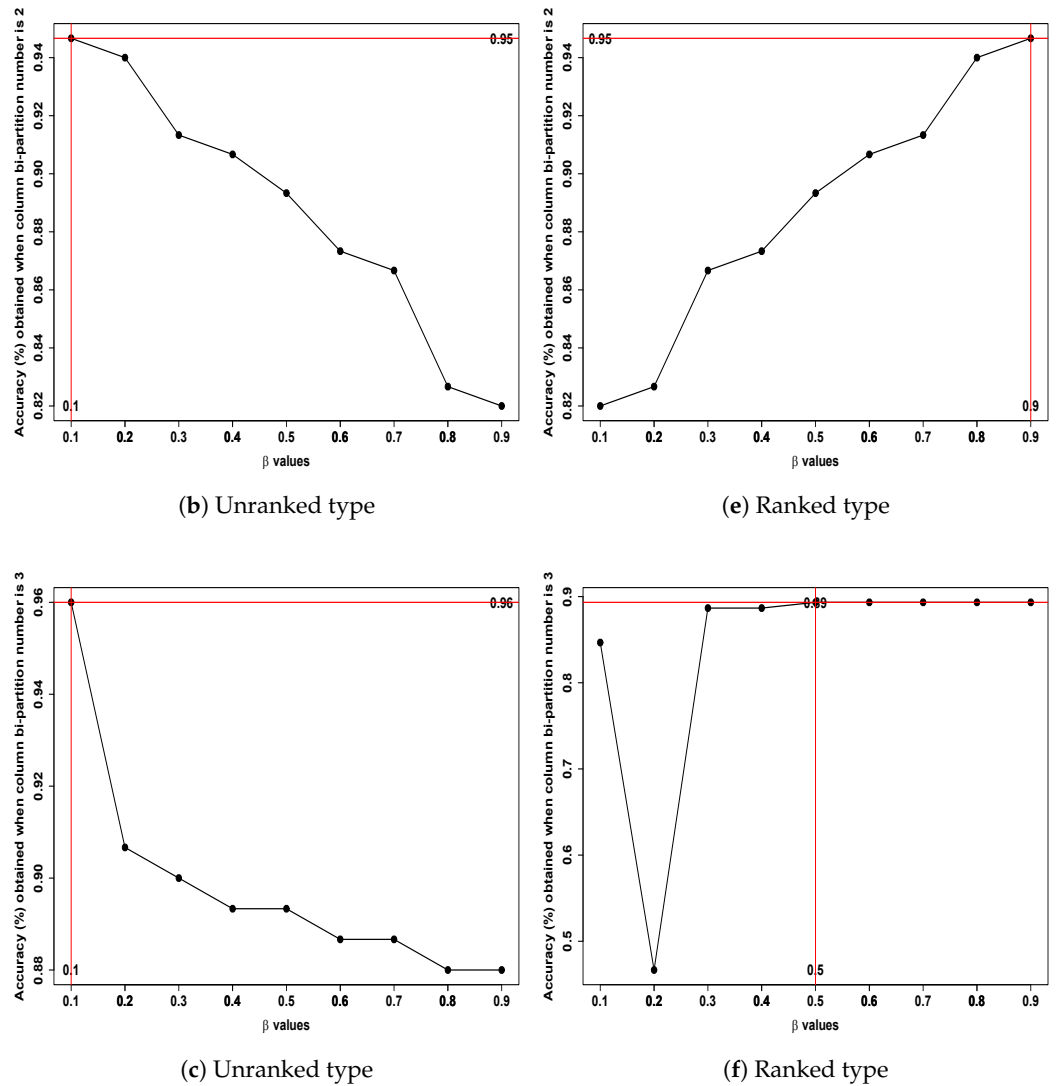 Accuracy (%) obtained when column bi-partition number is 2
0.94
0.92
0.90
0.88
0.86
0.84
0.82
0.95
0.1
0.1 0.2 0.3 0.4 0.5 0.6 0.7 0.8 0.9
β values
(b) Unranked type
Accuracy (%) obtained when column bi-partition number is 2
0.94
0.92
0.90
0.88
0.86
0.84
0.82
0.95
0.9
0.1 0.2 0.3 0.4 0.5 0.6 0.7 0.8 0.9
β values
(e) Ranked type
Accuracy (%) obtained when column bi-partition number is 3
0.96
0.94
0.92
0.90
0.88
0.96
0.1
0.1 0.2 0.3 0.4 0.5 0.6 0.7 0.8 0.9
β values
(c) Unranked type
Accuracy (%) obtained when column bi-partition number is 3
0.9
0.8
0.7
0.6
0.5
0.89
0.5
0.1 0.2 0.3 0.4 0.5 0.6 0.7 0.8 0.9
β values
(f) Ranked type